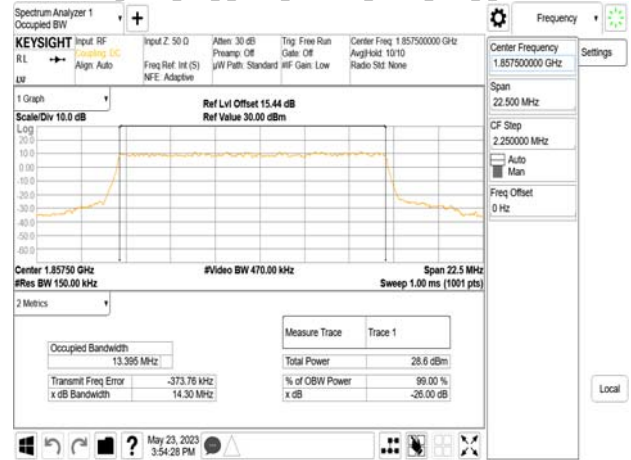 Spectrum Analyzer 1
Occupied BW
Frequency
KEYSIGHT
RL
Coupling: DC
Align: Auto
LV
Input: RF
Input Z: 50 Ω
Freq Ref: Int (S)
NFE: Adaptive
Atten: 30 dB
Preamp: Off
µW Path: Standard
Trig: Free Run
Gate: Off
#IF Gain: Low
Center Freq: 1.857500000 GHz
Avg|Hold: 10/10
Radio Std: None
Center Frequency
1.857500000 GHz
Settings
Span
22.500 MHz
CF Step
2.250000 MHz
Auto
Man
Freq Offset
0 Hz
Local
1 Graph
Scale/Div 10.0 dB
Ref Lvl Offset 15.44 dB
Ref Value 30.00 dBm
Log
20.0
10.0
0.00
-10.0
-20.0
-30.0
-40.0
-50.0
-60.0
Center 1.85750 GHz
#Video BW 470.00 kHz
Span 22.5 MHz
#Res BW 150.00 kHz
Sweep 1.00 ms (1001 pts)
2 Metrics
Measure Trace Trace 1
Occupied Bandwidth
13.395 MHz
Total Power 28.6 dBm
Transmit Freq Error -373.76 kHz
% of OBW Power 99.00 %
x dB Bandwidth 14.30 MHz
x dB -26.00 dB
May 23, 2023
3:54:28 PM